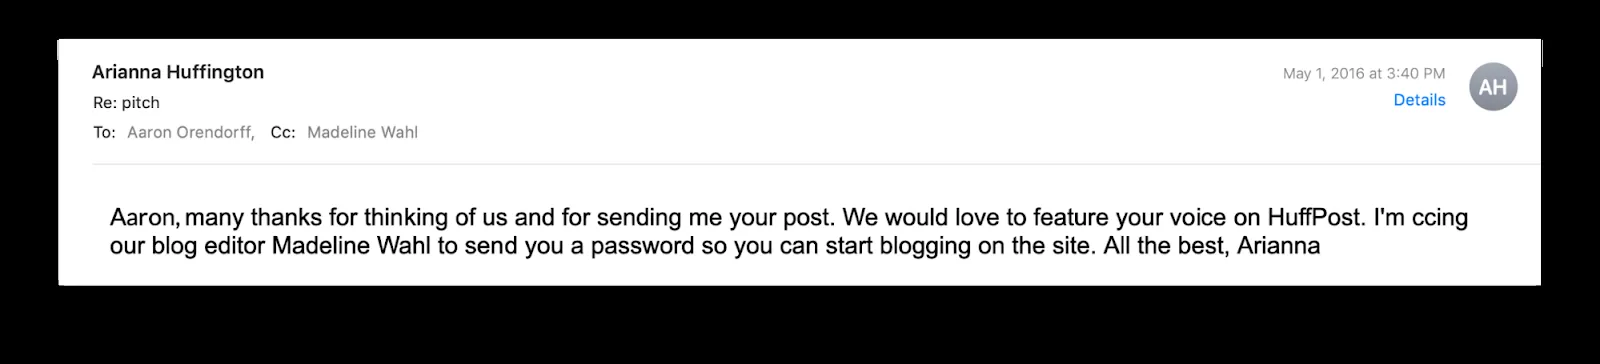 Arianna Huffington
May 1, 2016 at 3:40 PM
AH
Re: pitch
Details
To: Aaron Orendorff, Cc: Madeline Wahl
Aaron, many thanks for thinking of us and for sending me your post. We would love to feature your voice on HuffPost. I'm ccing
our blog editor Madeline Wahl to send you a password so you can start blogging on the site. All the best, Arianna